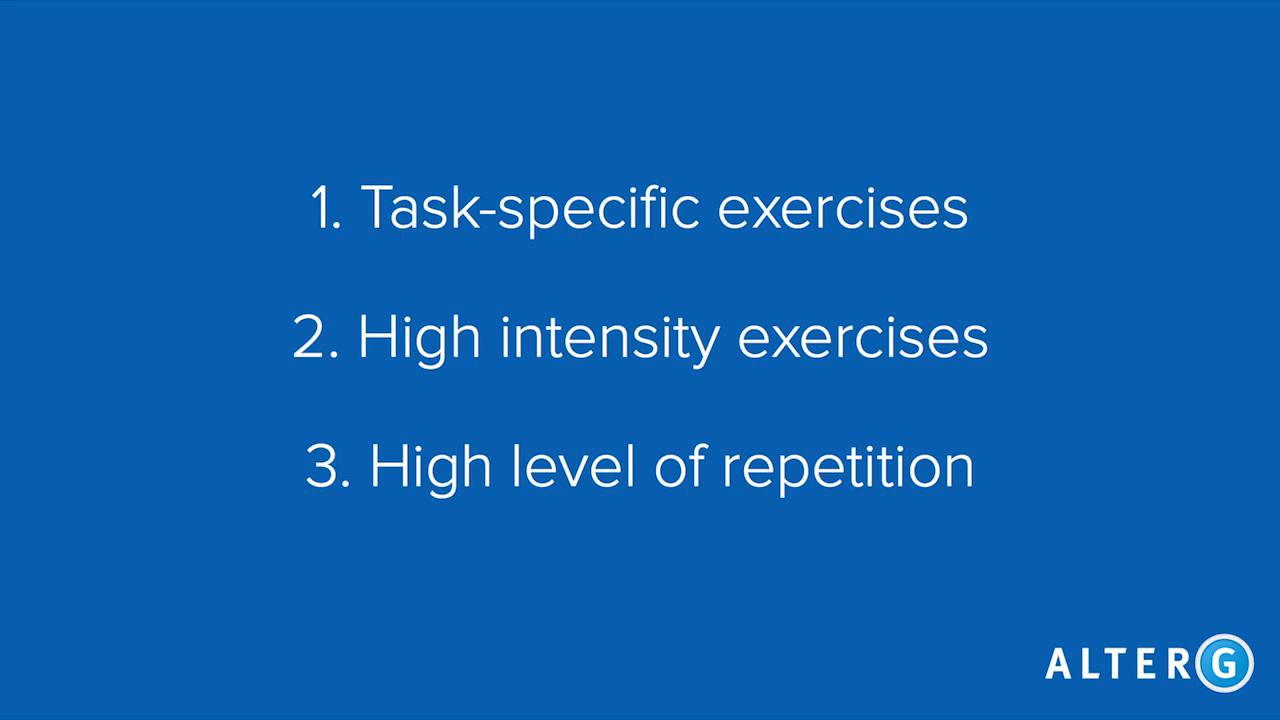 1. Task-specific exercises
2. High intensity exercises
3. High level of repetition
ALTERG